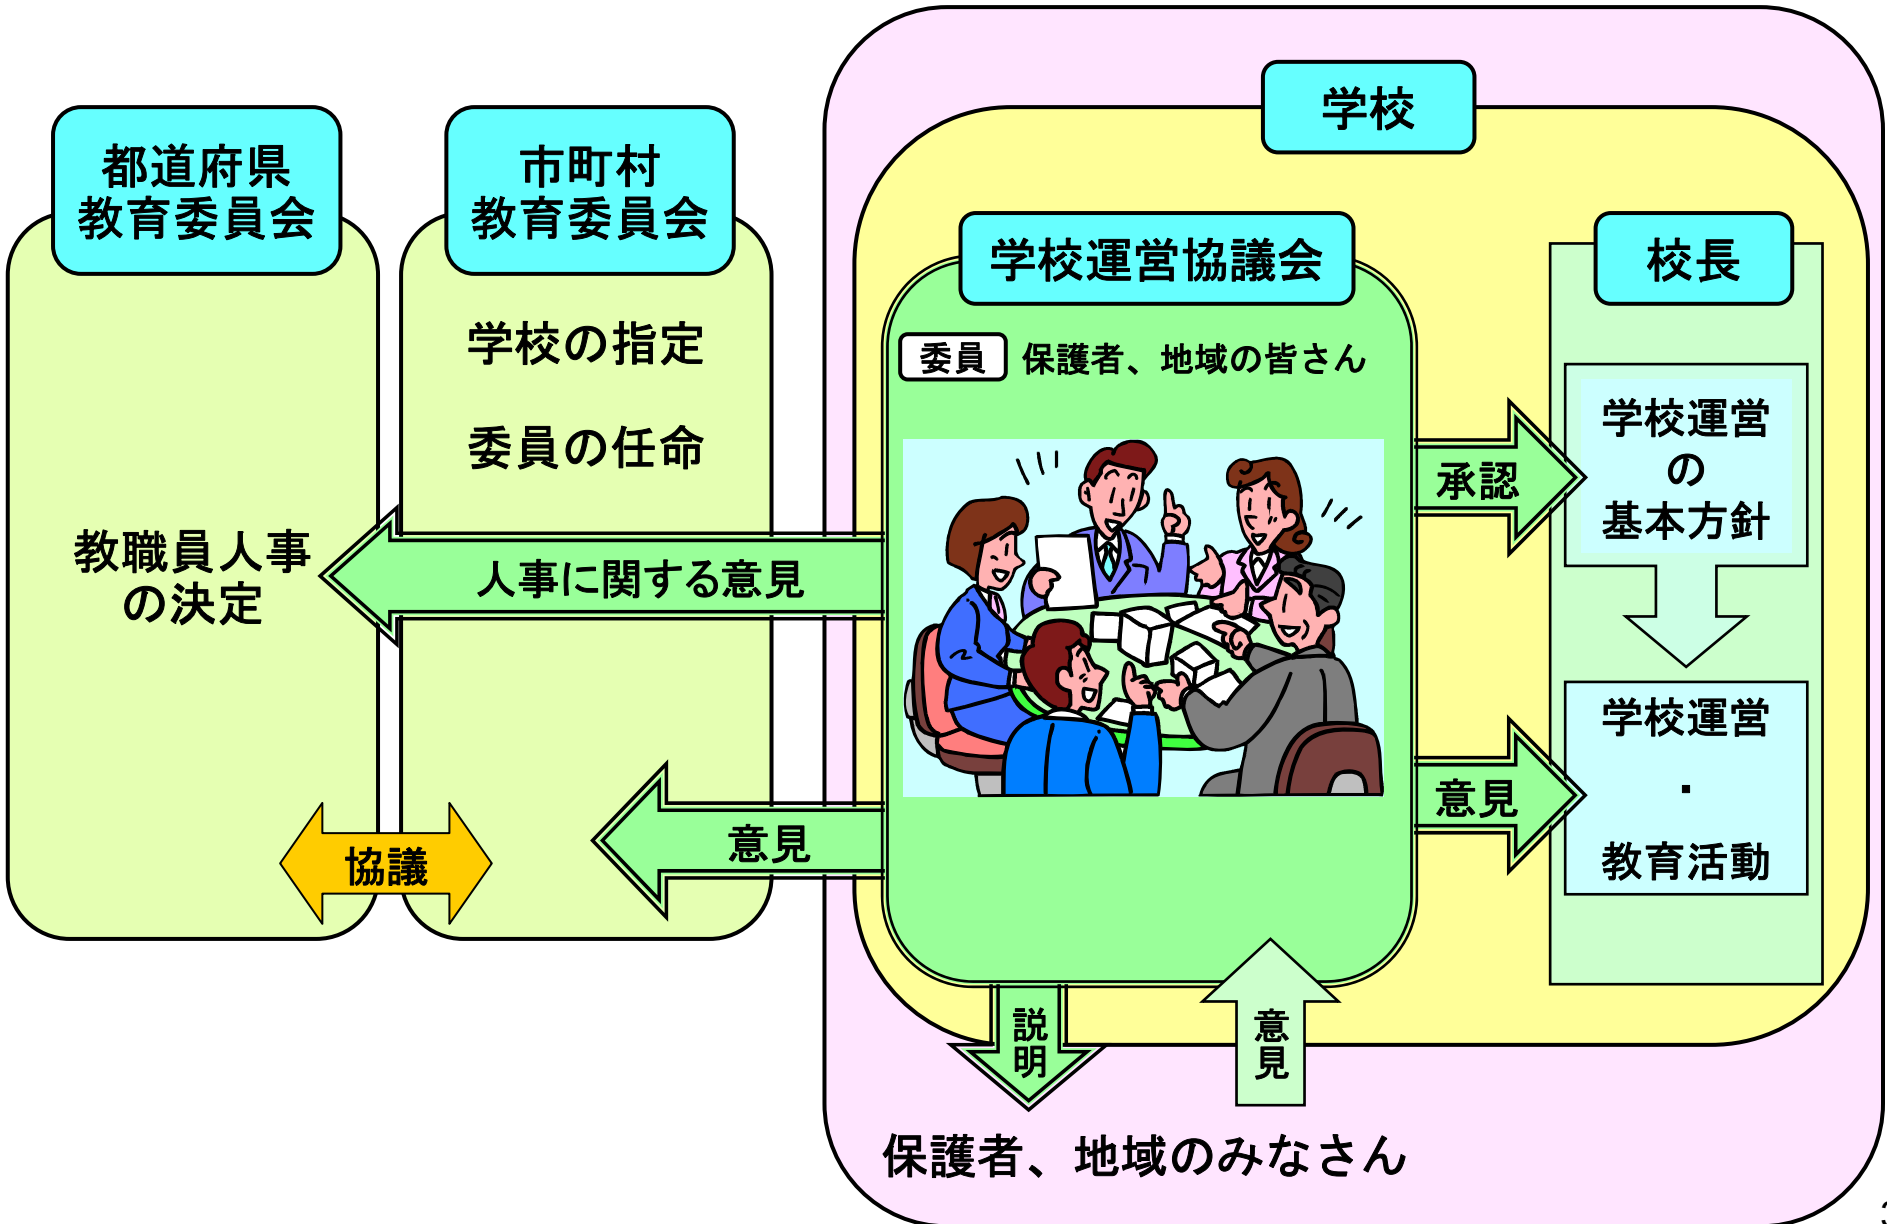 都道府県
教育委員会
教職員人事
の決定
市町村
教育委員会
学校の指定
委員の任命
人事に関する意見
意見
協議
学校
学校運営協議会
委員
保護者、地域の皆さん
承認
意見
校長
学校運営
の
基本方針
学校運営
・
教育活動
説明
意見
保護者、地域のみなさん